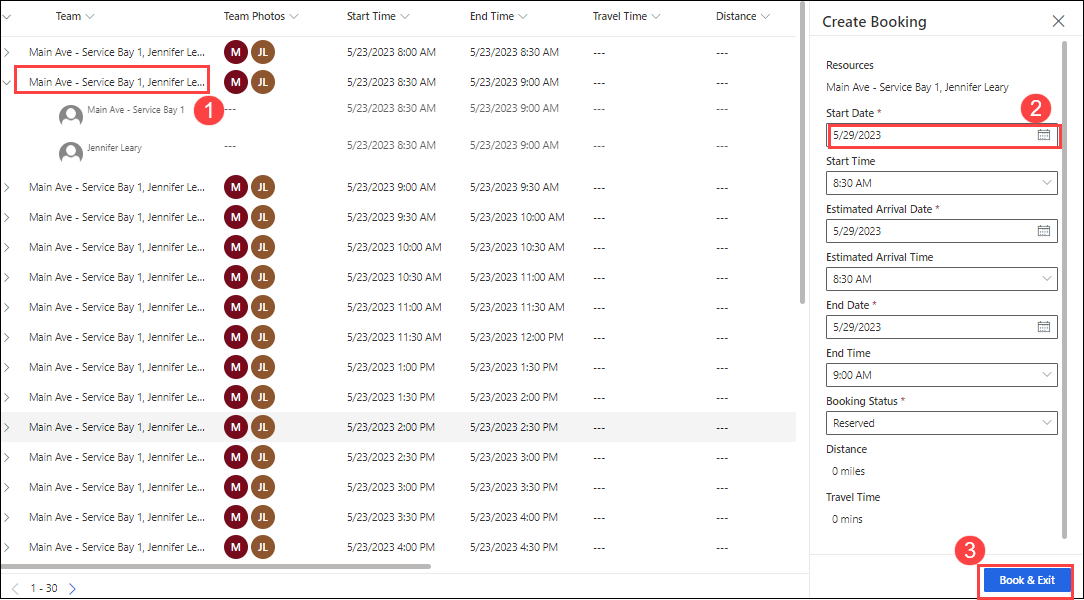 Team Team Photos Start Time End Time Travel Time Distance
Main Ave - Service Bay 1, Jennifer Le... M JL 5/23/2023 8:00 AM 5/23/2023 8:30 AM --- ---
Main Ave - Service Bay 1, Jennifer Le... M JL 5/23/2023 8:30 AM 5/23/2023 9:00 AM --- ---
1
Main Ave - Service Bay 1 --- 5/23/2023 8:30 AM 5/23/2023 9:00 AM --- ---
Jennifer Leary --- 5/23/2023 8:30 AM 5/23/2023 9:00 AM --- ---
Main Ave - Service Bay 1, Jennifer Le... M JL 5/23/2023 9:00 AM 5/23/2023 9:30 AM --- ---
Main Ave - Service Bay 1, Jennifer Le... M JL 5/23/2023 9:30 AM 5/23/2023 10:00 AM --- ---
Main Ave - Service Bay 1, Jennifer Le... M JL 5/23/2023 10:00 AM 5/23/2023 10:30 AM --- ---
Main Ave - Service Bay 1, Jennifer Le... M JL 5/23/2023 10:30 AM 5/23/2023 11:00 AM --- ---
Main Ave - Service Bay 1, Jennifer Le... M JL 5/23/2023 11:00 AM 5/23/2023 11:30 AM --- ---
Main Ave - Service Bay 1, Jennifer Le... M JL 5/23/2023 11:30 AM 5/23/2023 12:00 PM --- ---
Main Ave - Service Bay 1, Jennifer Le... M JL 5/23/2023 1:00 PM 5/23/2023 1:30 PM --- ---
Main Ave - Service Bay 1, Jennifer Le... M JL 5/23/2023 1:30 PM 5/23/2023 2:00 PM --- ---
Main Ave - Service Bay 1, Jennifer Le... M JL 5/23/2023 2:00 PM 5/23/2023 2:30 PM --- ---
Main Ave - Service Bay 1, Jennifer Le... M JL 5/23/2023 2:30 PM 5/23/2023 3:00 PM --- ---
Main Ave - Service Bay 1, Jennifer Le... M JL 5/23/2023 3:00 PM 5/23/2023 3:30 PM --- ---
Main Ave - Service Bay 1, Jennifer Le... M JL 5/23/2023 3:30 PM 5/23/2023 4:00 PM --- ---
Main Ave - Service Bay 1, Jennifer Le... M JL 5/23/2023 4:00 PM 5/23/2023 4:30 PM --- ---
1 - 30
Create Booking
Resources
Main Ave - Service Bay 1, Jennifer Leary
2
Start Date *
5/29/2023
Start Time
8:30 AM
Estimated Arrival Date *
5/29/2023
Estimated Arrival Time
8:30 AM
End Date *
5/29/2023
End Time
9:00 AM
Booking Status *
Reserved
Distance
0 miles
Travel Time
0 mins
3
Book & Exit